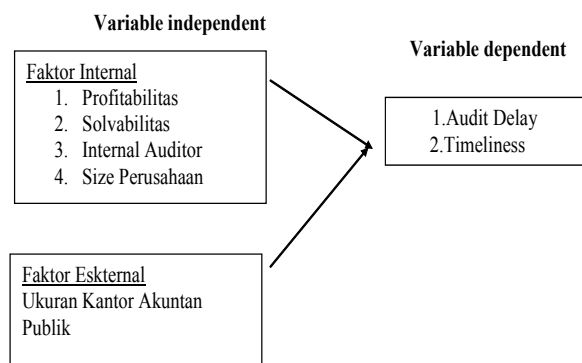 Variable independent
Faktor Internal
1. Profitabilitas
2. Solvabilitas
3. Internal Auditor
4. Size Perusahaan
Variable dependent
1.Audit Delay
2.Timeliness
Faktor Eskternal
Ukuran Kantor Akuntan
Publik